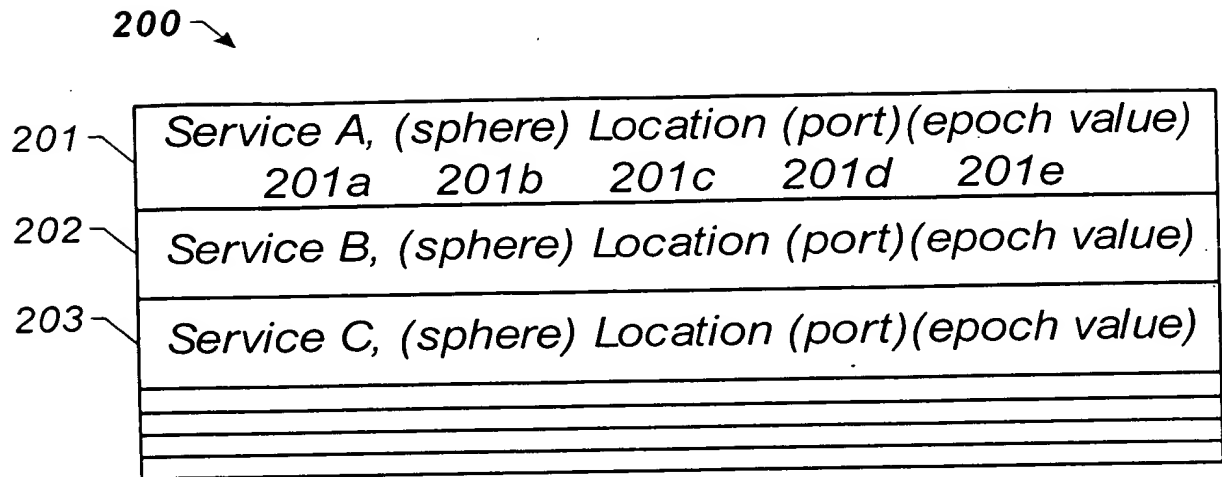 200
201 Service A, (sphere) Location (port)(epoch value)
201a 201b 201c 201d 201e
202 Service B, (sphere) Location (port)(epoch value)
203 Service C, (sphere) Location (port)(epoch value)